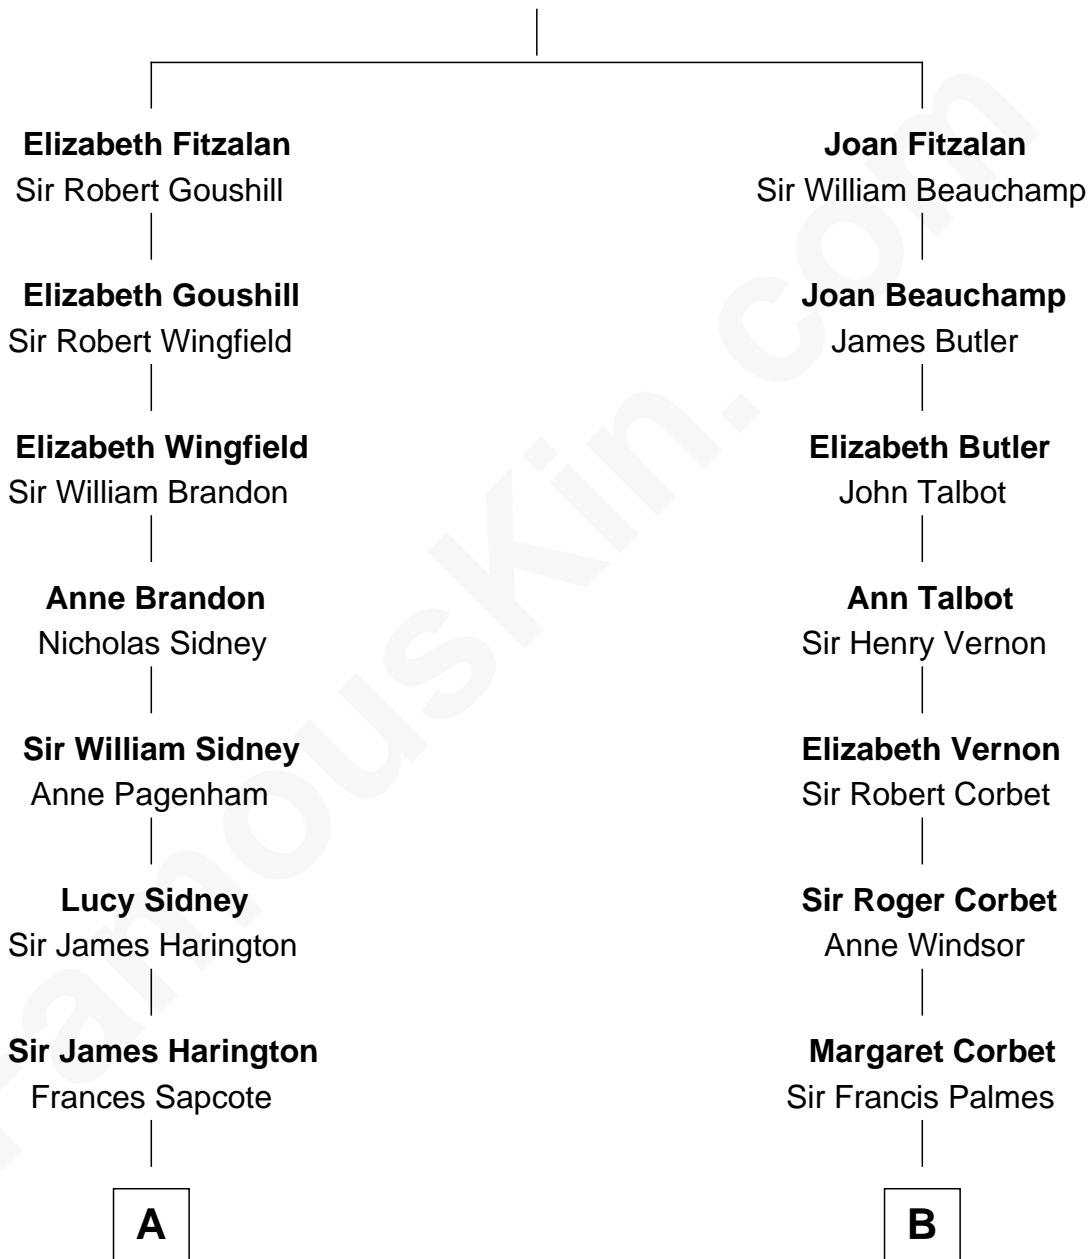 Elizabeth Fitzalan
Sir Robert Goushill
Elizabeth Goushill
Sir Robert Wingfield
Elizabeth Wingfield
Sir William Brandon
Anne Brandon
Nicholas Sidney
Sir William Sidney
Anne Pagenham
Lucy Sidney
Sir James Harington
Sir James Harington
Frances Sapcote
A
Joan Fitzalan
Sir William Beauchamp
Joan Beauchamp
James Butler
Elizabeth Butler
John Talbot
Ann Talbot
Sir Henry Vernon
Elizabeth Vernon
Sir Robert Corbet
Sir Roger Corbet
Anne Windsor
Margaret Corbet
Sir Francis Palmes
B
FamousKin.com